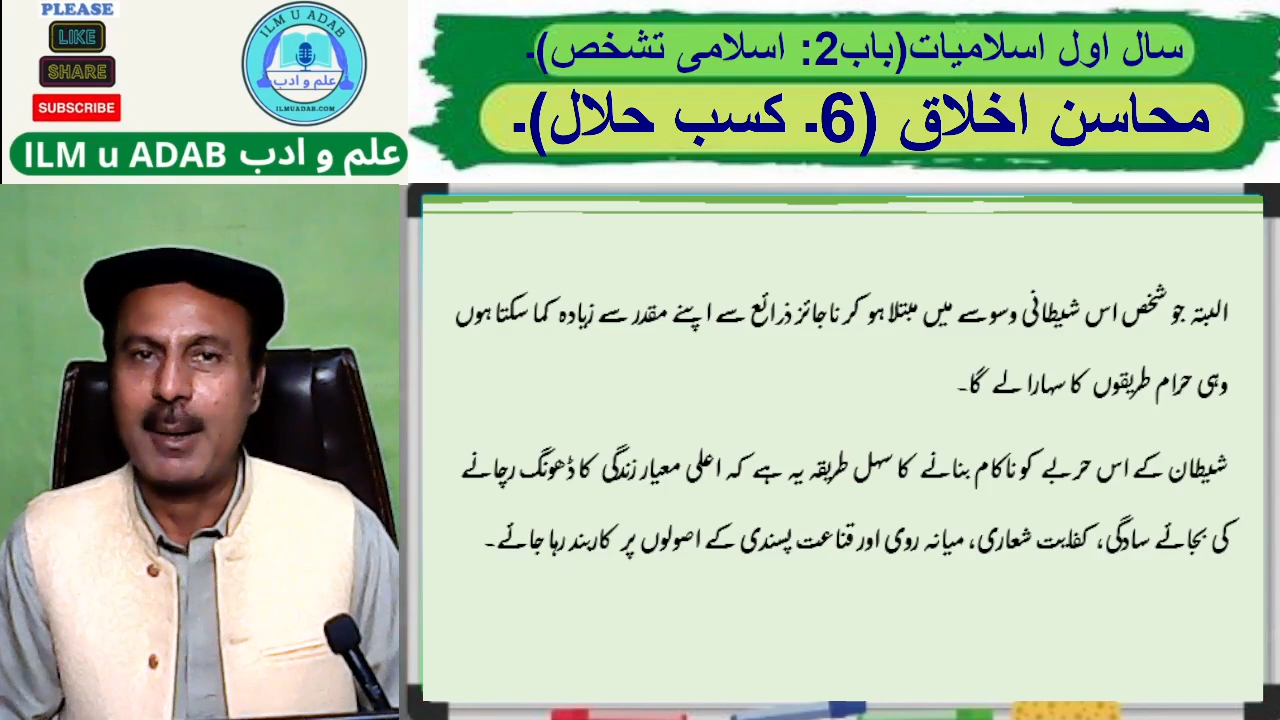 PLEASE
LIKE
SHARE
SUBSCRIBE
ILM U ADAB
علم و ادب
ILMUADAB.COM
ILM u ADAB علم و ادب
سال اول اسلامیات(باب2: اسلامی تشخص)۔
محاسن اخلاق (6۔ کسب حلال)۔
البتہ جو شخص اس شیطانی وسوسے میں مبتلا ہو کر ناجائز ذرائع سے اپنے مقدر سے زیادہ کما سکتا ہوں
وہی حرام طریقوں کا سہارا لے گا۔
شیطان کے اس حربے کو ناکام بنانے کا سہل طریقہ یہ ہے کہ اعلی معیار زندگی کا ڈھونگ رچانے
کی بجائے سادگی، کفایت شعاری، میانہ روی اور قناعت پسندی کے اصولوں پر کاربند رہا جائے۔